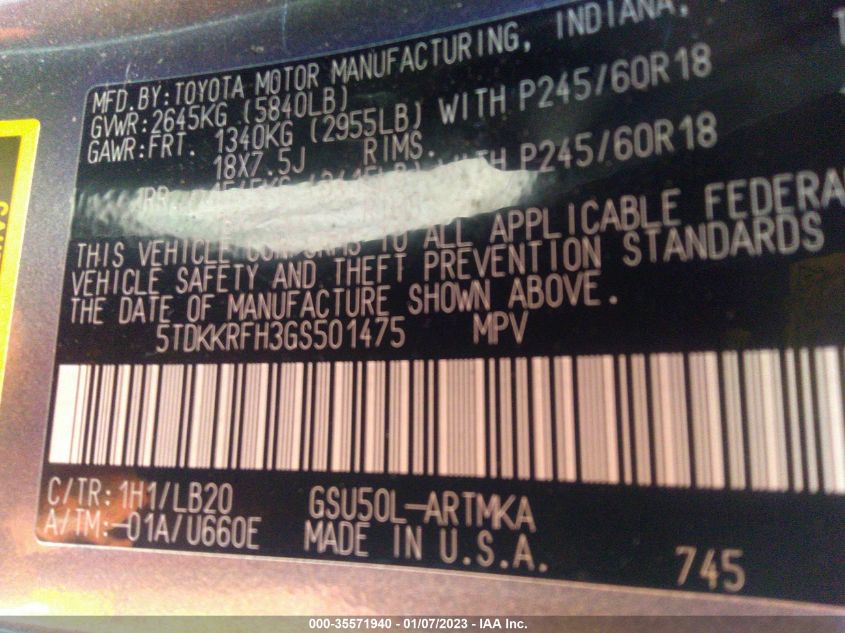 MFD.BY:TOYOTA MOTOR MANUFACTURING, INDIANA,
GVWR:2645KG (5840LB)
GAWR:FRT. 1340KG (2955LB) WITH P245/60R18
18X7.5J RIMS.
WITH P245/60R18
THIS VEHICLE CONFORMS TO ALL APPLICABLE FEDERA
VEHICLE SAFETY AND THEFT PREVENTION STANDARDS
THE DATE OF MANUFACTURE SHOWN ABOVE.
5TDKKRFH3GS501475 MPV
C/TR:1H1/LB20 GSU50L-ARTMKA
A/TM:-01A/U660E MADE IN U.S.A.
745
000-35571940 - 01/07/2023 - IAA Inc.